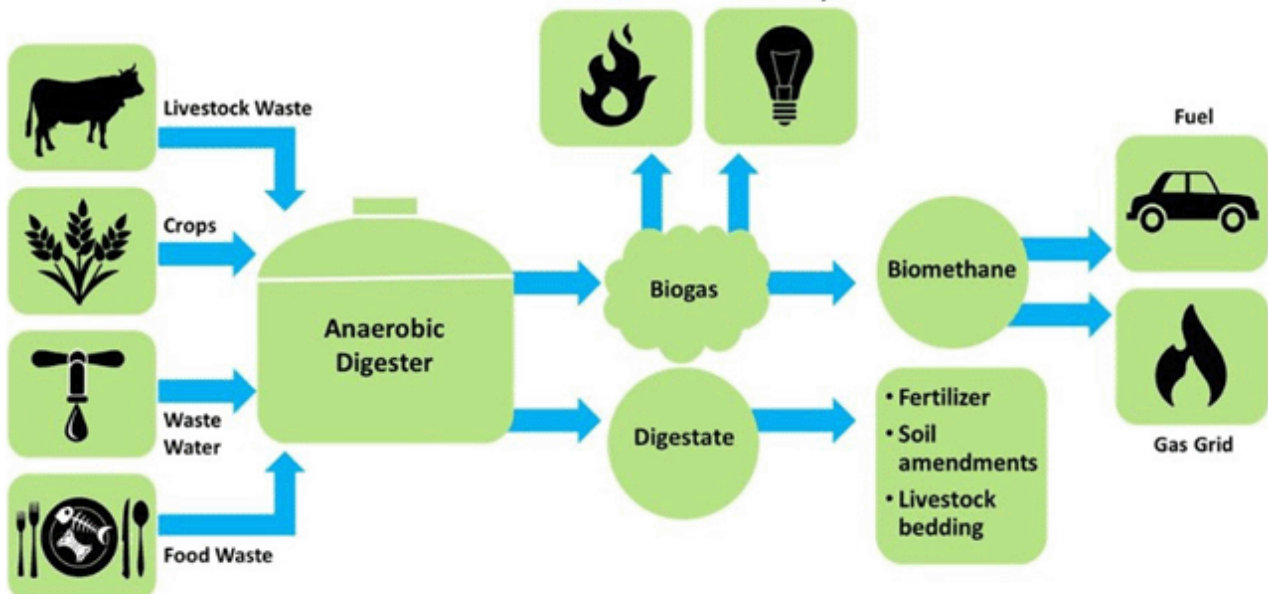 Livestock Waste
Crops
Waste
Water
Food Waste
Anaerobic
Digester
Biogas
Digestate
Biomethane
• Fertilizer
• Soil
amendments
• Livestock
bedding
Fuel
Gas Grid